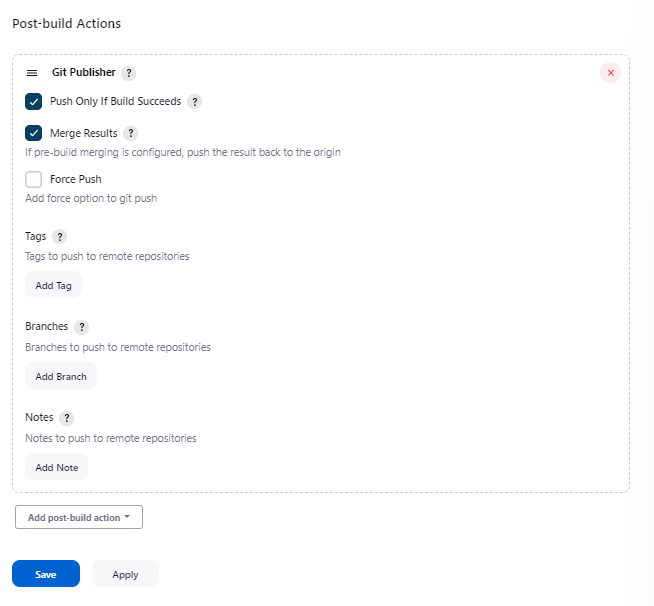 Post-build Actions
Git Publisher ?
Push Only If Build Succeeds ?
Merge Results ?
If pre-build merging is configured, push the result back to the origin
Force Push
Add force option to git push
Tags ?
Tags to push to remote repositories
Add Tag
Branches ?
Branches to push to remote repositories
Add Branch
Notes ?
Notes to push to remote repositories
Add Note
Add post-build action
Save Apply